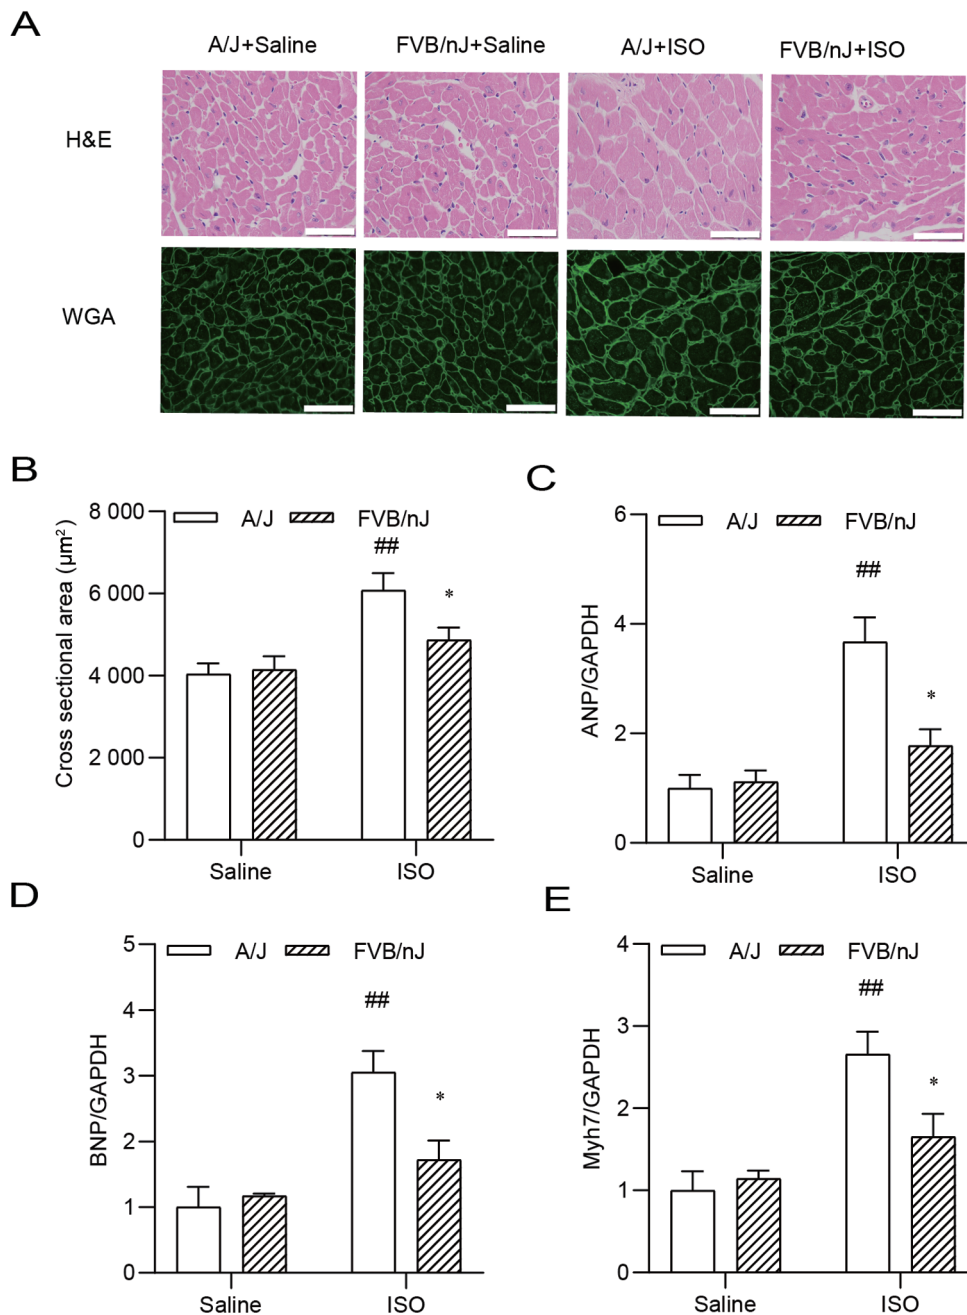 A
A/J+Saline FVB/nJ+Saline A/J+ISO FVB/nJ+ISO
H&E
WGA
B
Cross sectional area (μm²)
8 000
6 000
4 000
2 000
0
A/J FVB/nJ
##
*
Saline ISO
C
ANP/GAPDH
6
4
2
0
A/J FVB/nJ
##
*
Saline ISO
D
BNP/GAPDH
5
4
3
2
1
0
A/J FVB/nJ
##
*
Saline ISO
E
Myh7/GAPDH
4
3
2
1
0
A/J FVB/nJ
##
*
Saline ISO